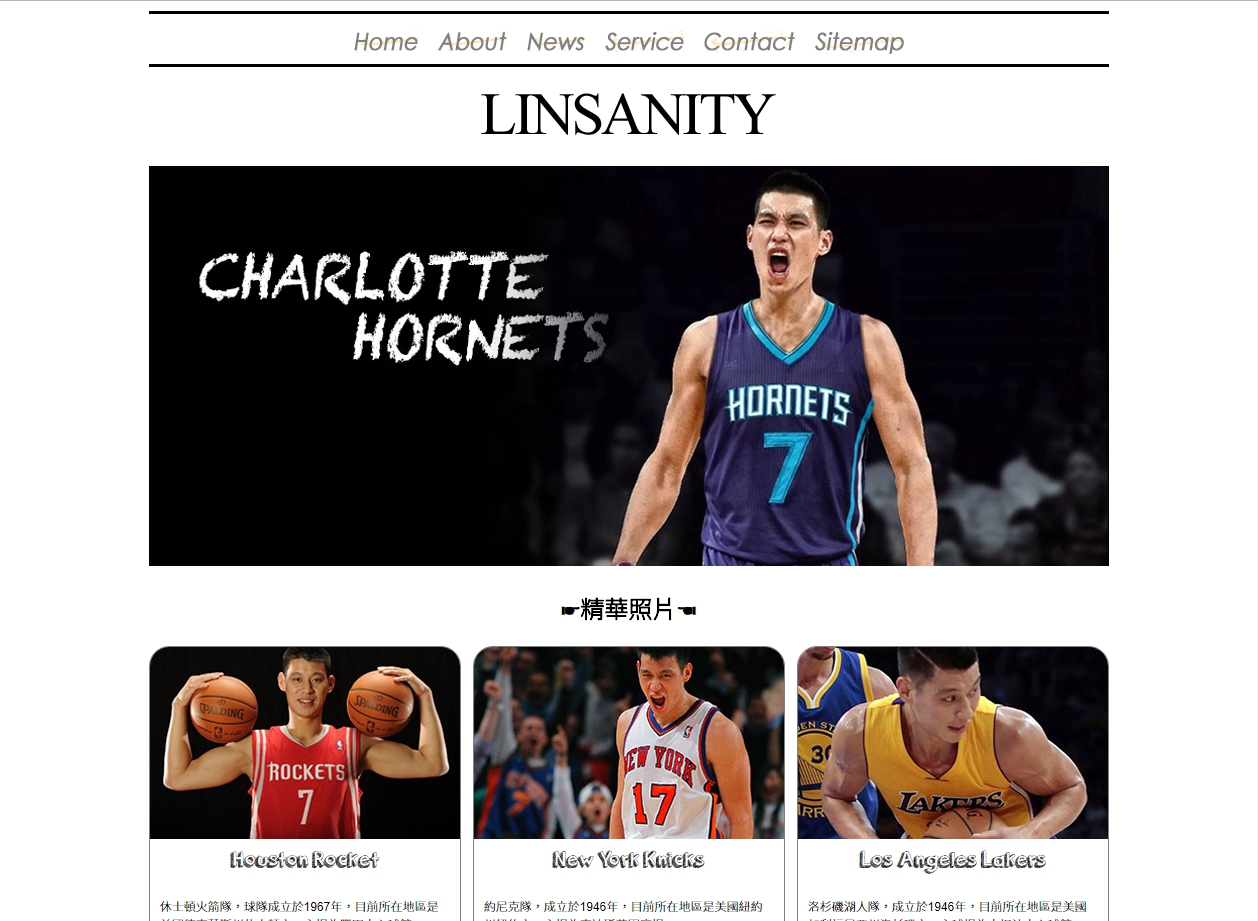 Home About News Service Contact Sitemap
LINSANITY
CHARLOTTE
HORNETS
HORNETS
7
☛精華照片☚
SPALDING
SPALDING
ROCKETS
7
NEW YORK
17
30
LAKERS
Houston Rocket
New York Knicks
Los Angeles Lakers
休士頓火箭隊，球隊成立於1967年，目前所在地區是
約尼克隊，成立於1946年，目前所在地區是美國紐約
洛杉磯湖人隊，成立於1946年，目前所在地區是美國